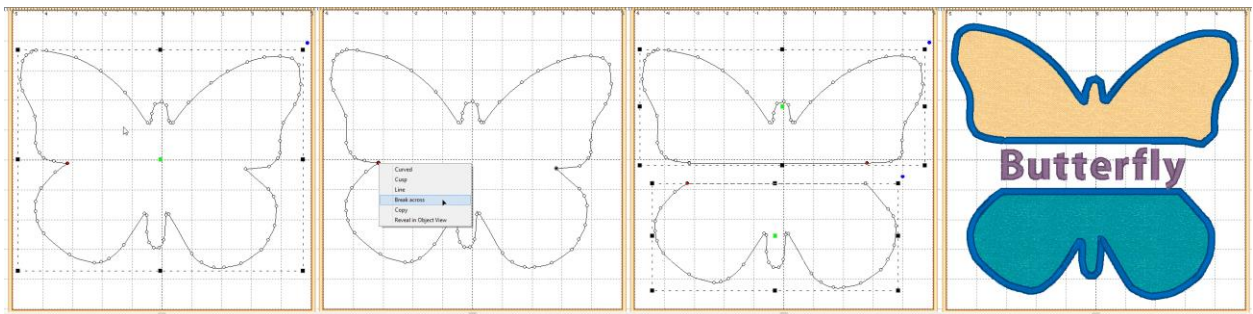 Curved
Cusp
Line
Break across
Copy
Reveal in Object View
Butterfly